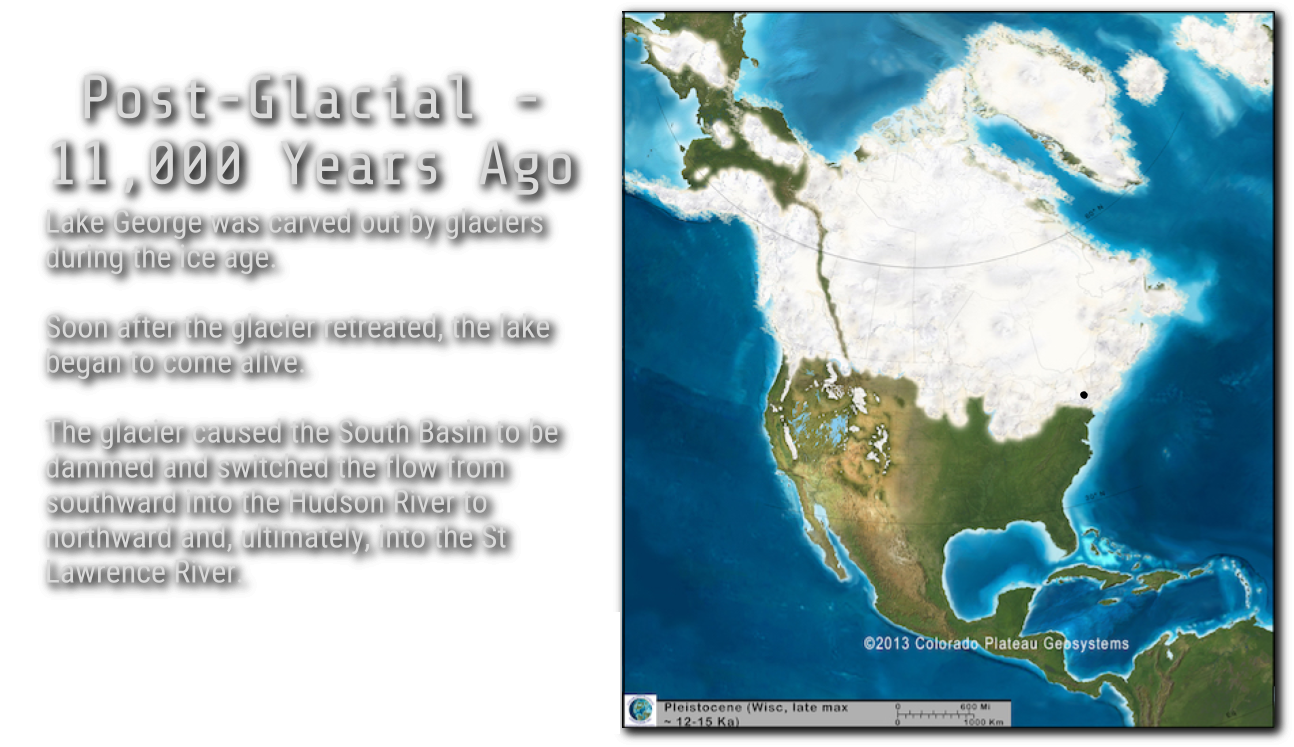 Post-Glacial -
11,000 Years Ago
Lake George was carved out by glaciers
during the ice age.
Soon after the glacier retreated, the lake
began to come alive.
The glacier caused the South Basin to be
dammed and switched the flow from
southward into the Hudson River to
northward and, ultimately, into the St
Lawrence River.
©2013 Colorado Plateau Geosystems
Pleistocene (Wisc, late max
~ 12-15 Ka)
0 600 Mi
0 1000 Km